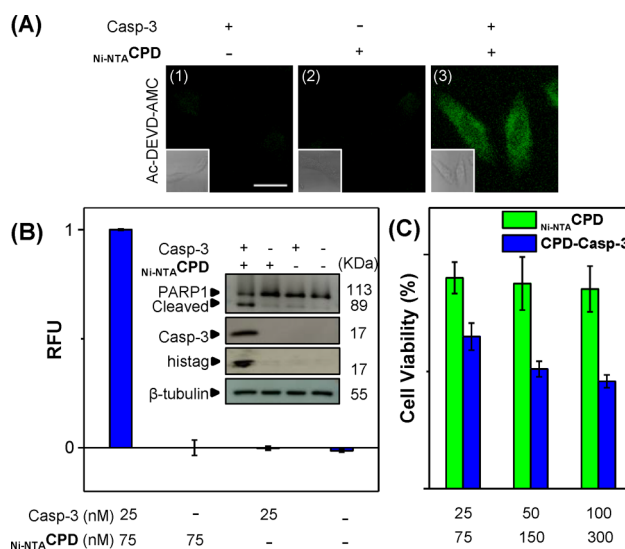 (A)
Casp-3 + – +
Ni-NTACPD – + +
Ac-DEVD-AMC
(1) (2) (3)
(B)
RFU
1
0
Casp-3 + - + -
Ni-NTACPD + + - - (KDa)
PARP1 113
Cleaved 89
Casp-3 17
histag 17
β-tubulin 55
Casp-3 (nM) 25 – 25 –
Ni-NTACPD (nM) 75 75 – –
(C)
Ni-NTACPD
CPD-Casp-3
Cell Viability (%)
25 50 100
75 150 300